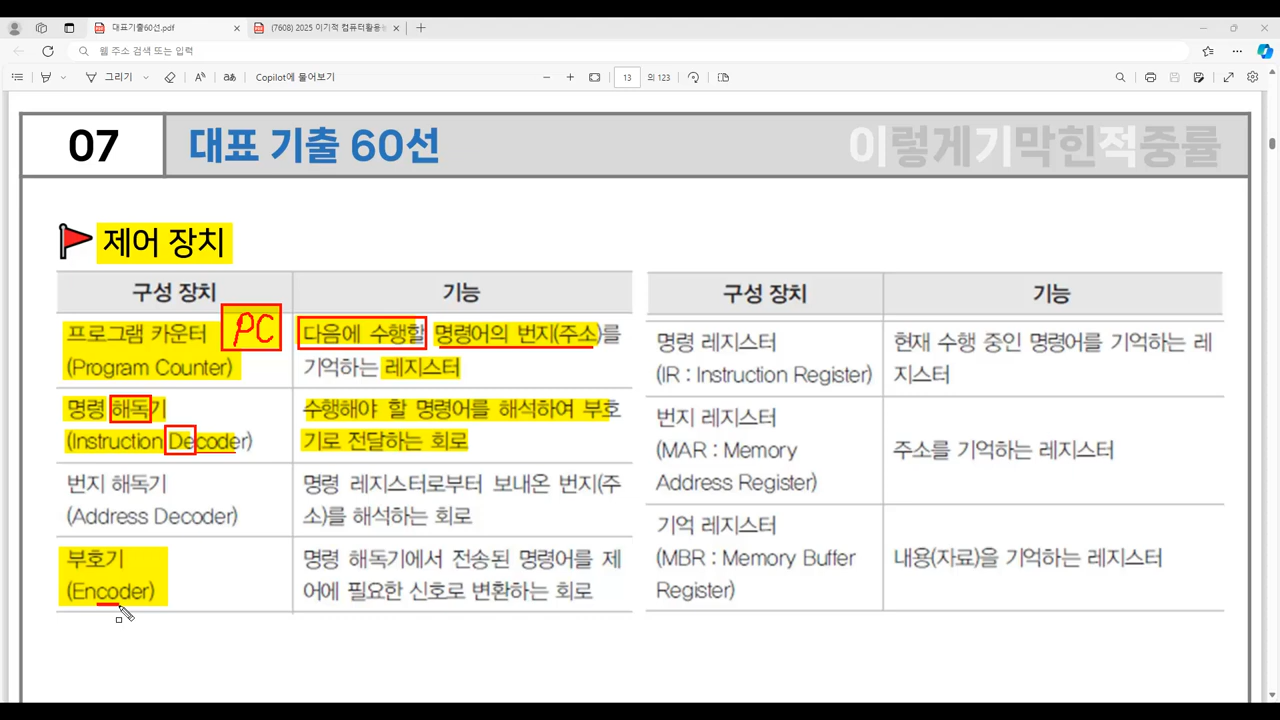 대표기출60선.pdf
(7608) 2025 이기적 컴퓨터활용능
웹 주소 검색 또는 입력
그리기
Copilot에 물어보기
13 의 123
07 대표 기출 60선 이렇게기막힌적중률
제어 장치
구성 장치 기능
프로그램 카운터 PC
(Program Counter)
다음에 수행할 명령어의 번지(주소)를
기억하는 레지스터
명령 해독기
(Instruction Decoder)
수행해야 할 명령어를 해석하여 부호
기로 전달하는 회로
번지 해독기
(Address Decoder)
명령 레지스터로부터 보내온 번지(주
소)를 해석하는 회로
부호기
(Encoder)
명령 해독기에서 전송된 명령어를 제
어에 필요한 신호로 변환하는 회로
구성 장치 기능
명령 레지스터
(IR : Instruction Register)
현재 수행 중인 명령어를 기억하는 레
지스터
번지 레지스터
(MAR : Memory
Address Register)
주소를 기억하는 레지스터
기억 레지스터
(MBR : Memory Buffer
Register)
내용(자료)을 기억하는 레지스터